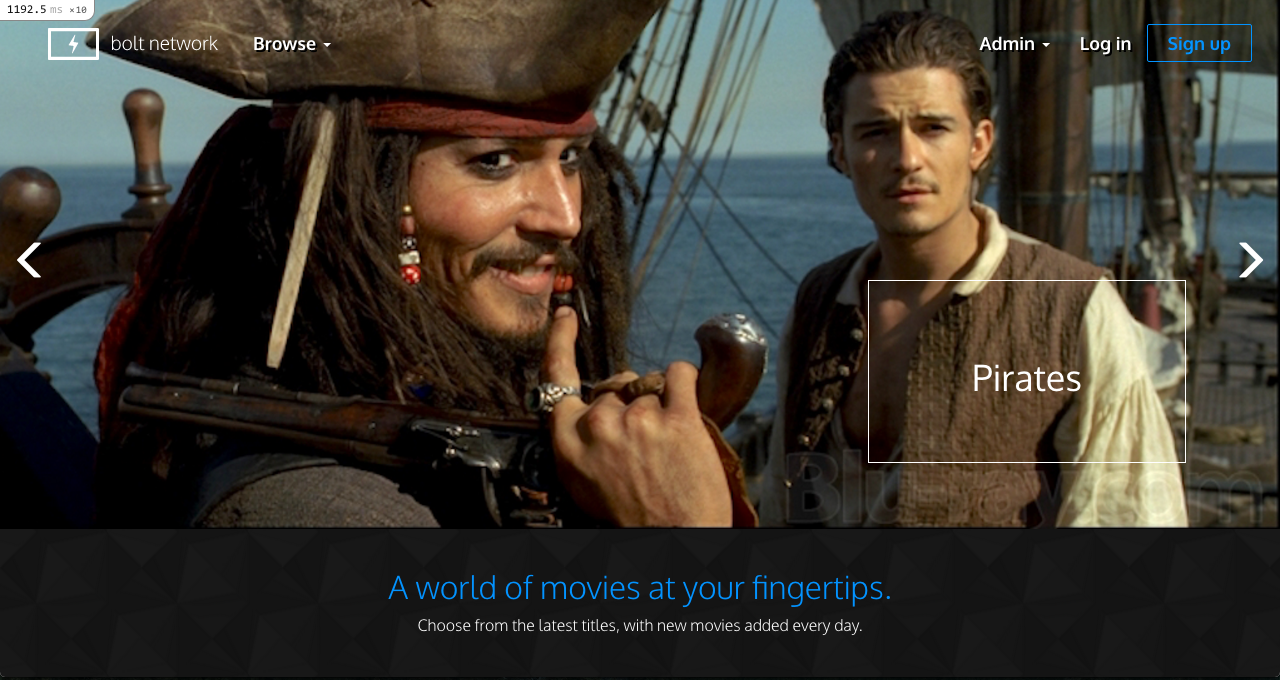 1192.5 ms ×10
bolt network Browse Admin Log in Sign up
Pirates
Blu-ray.com
A world of movies at your fingertips.
Choose from the latest titles, with new movies added every day.